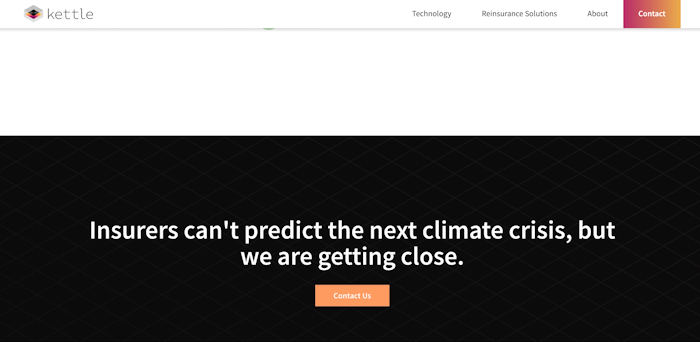 kettle
Technology Reinsurance Solutions About Contact
Insurers can't predict the next climate crisis, but
we are getting close.
Contact Us